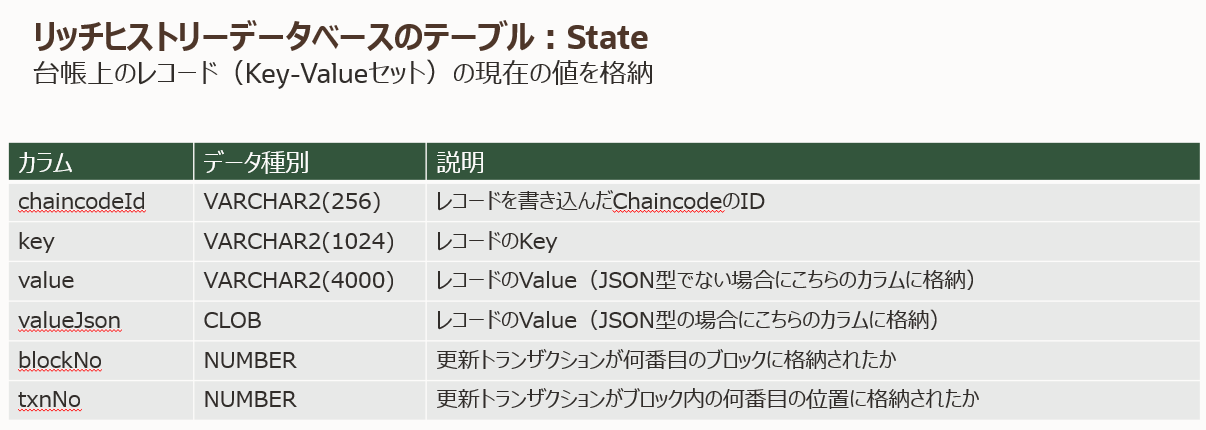 リッチヒストリーデータベースのテーブル：State
台帳上のレコード（Key-Valueセット）の現在の値を格納
カラム データ種別 説明
chaincodeId VARCHAR2(256) レコードを書き込んだChaincodeのID
key VARCHAR2(1024) レコードのKey
value VARCHAR2(4000) レコードのValue（JSON型でない場合にこちらのカラムに格納）
valueJson CLOB レコードのValue（JSON型の場合にこちらのカラムに格納）
blockNo NUMBER 更新トランザクションが何番目のブロックに格納されたか
txnNo NUMBER 更新トランザクションがブロック内の何番目の位置に格納されたか